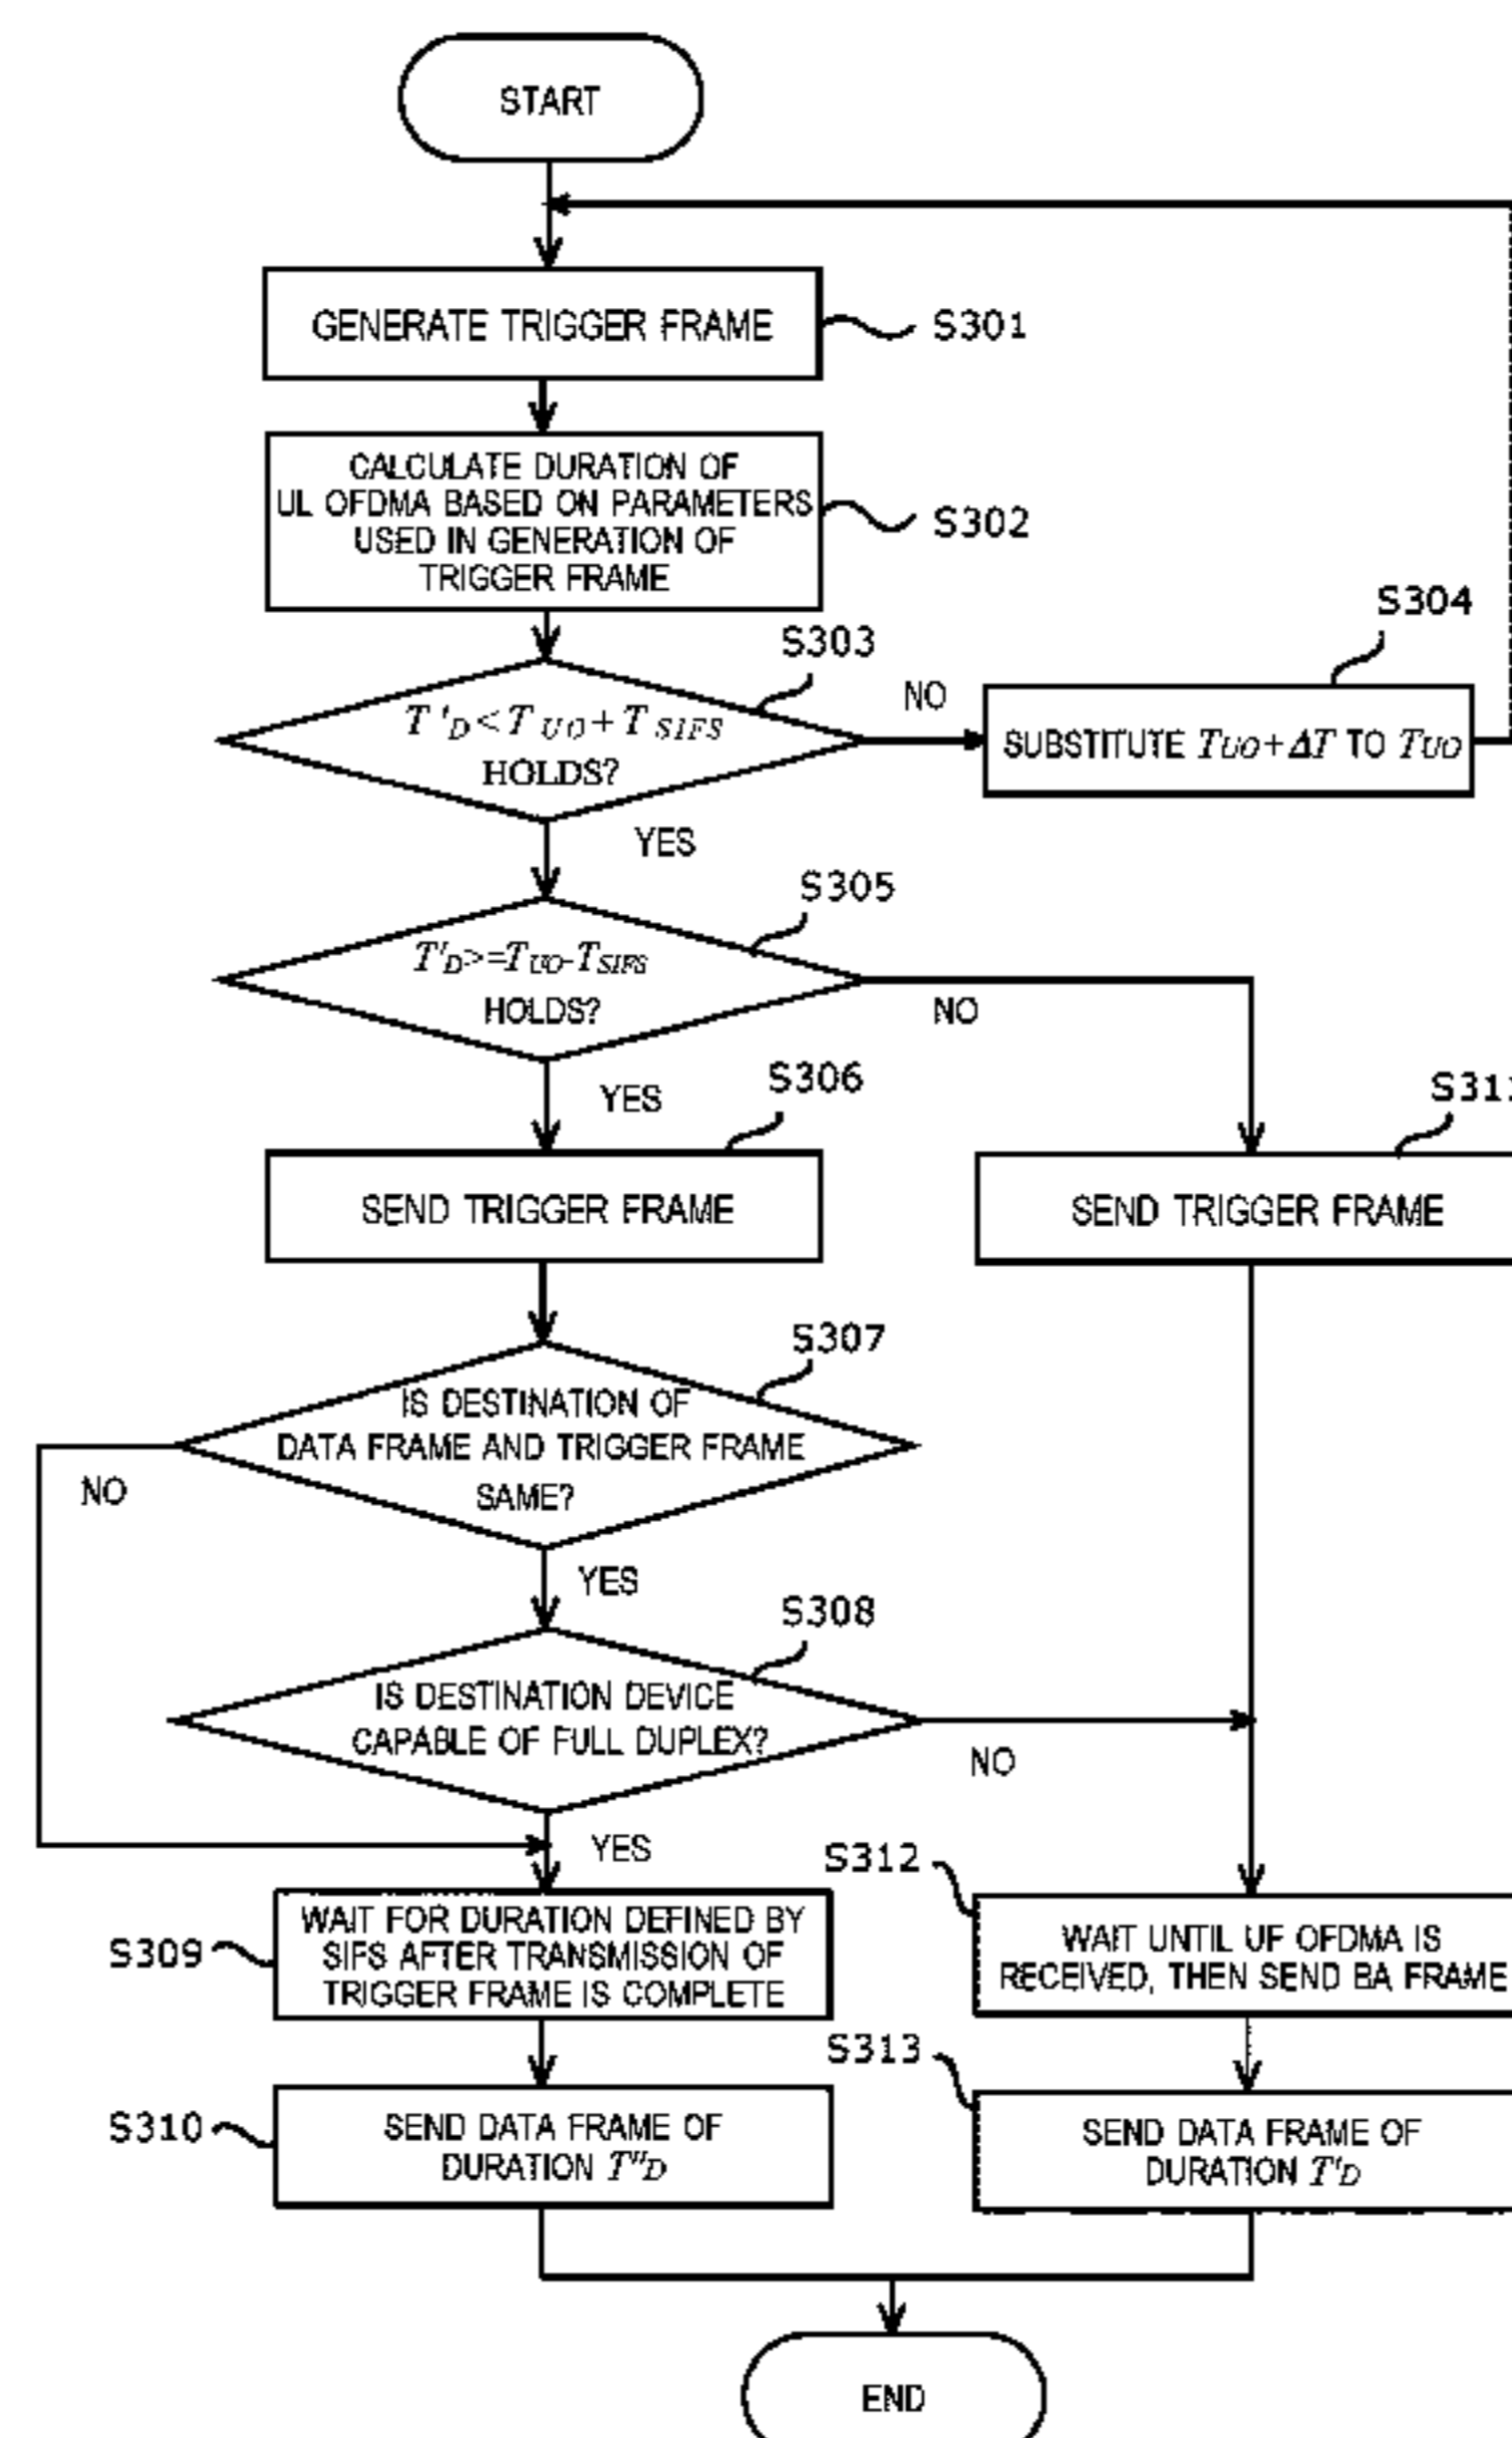 START
GENERATE TRIGGER FRAME
S301
CALCULATE DURATION OF
UL OFDMA BASED ON PARAMETERS
USED IN GENERATION OF
TRIGGER FRAME
S302
S303
T'D < TUO + TSIFS
HOLDS?
NO
S304
SUBSTITUTE TUO+ΔT TO TUO
YES
S305
T'D>=TUO-TSIFS
HOLDS?
NO
YES
S306
SEND TRIGGER FRAME
S311
SEND TRIGGER FRAME
S307
IS DESTINATION OF
DATA FRAME AND TRIGGER FRAME
SAME?
NO
YES
S308
IS DESTINATION DEVICE
CAPABLE OF FULL DUPLEX?
NO
YES
S309
WAIT FOR DURATION DEFINED BY
SIFS AFTER TRANSMISSION OF
TRIGGER FRAME IS COMPLETE
S312
WAIT UNTIL UF OFDMA IS
RECEIVED, THEN SEND BA FRAME
S310
SEND DATA FRAME OF
DURATION T"D
S313
SEND DATA FRAME OF
DURATION T'D
END